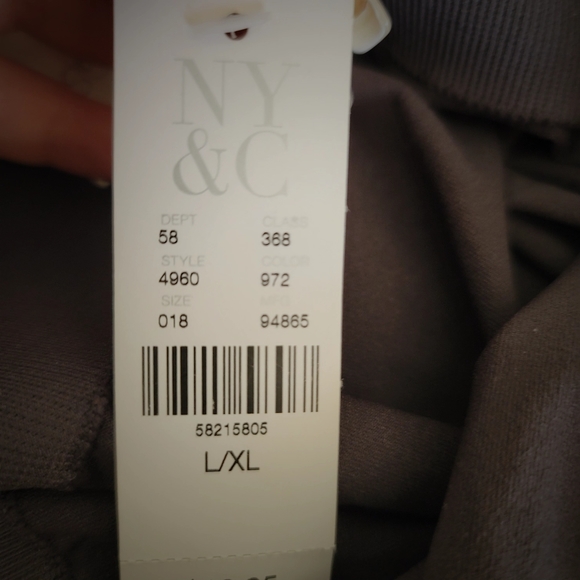 NY
&C
DEPT CLASS
58 368
STYLE COLOR
4960 972
SIZE
018 94865
58215805
L/XL